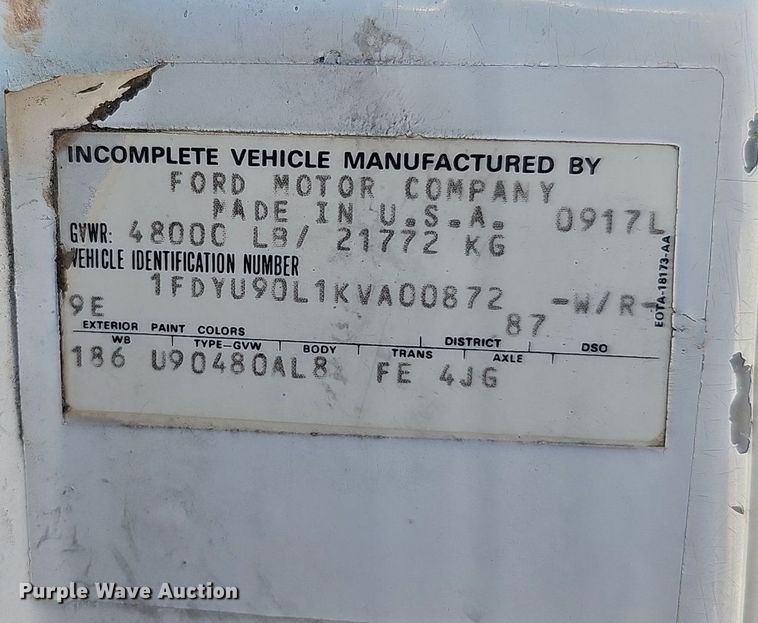 INCOMPLETE VEHICLE MANUFACTURED BY
FORD MOTOR COMPANY
MADE IN U.S.A. 0917L
GVWR: 48000 LB/ 21772 KG
VEHICLE IDENTIFICATION NUMBER
1FDYU90L1KVA00872 -W/R-
9E 87
EXTERIOR PAINT COLORS DISTRICT DSO
WB TYPE-GVW BODY TRANS AXLE
186 U90480AL8 FE 4JG
EOTA-18173-AA
Purple Wave Auction